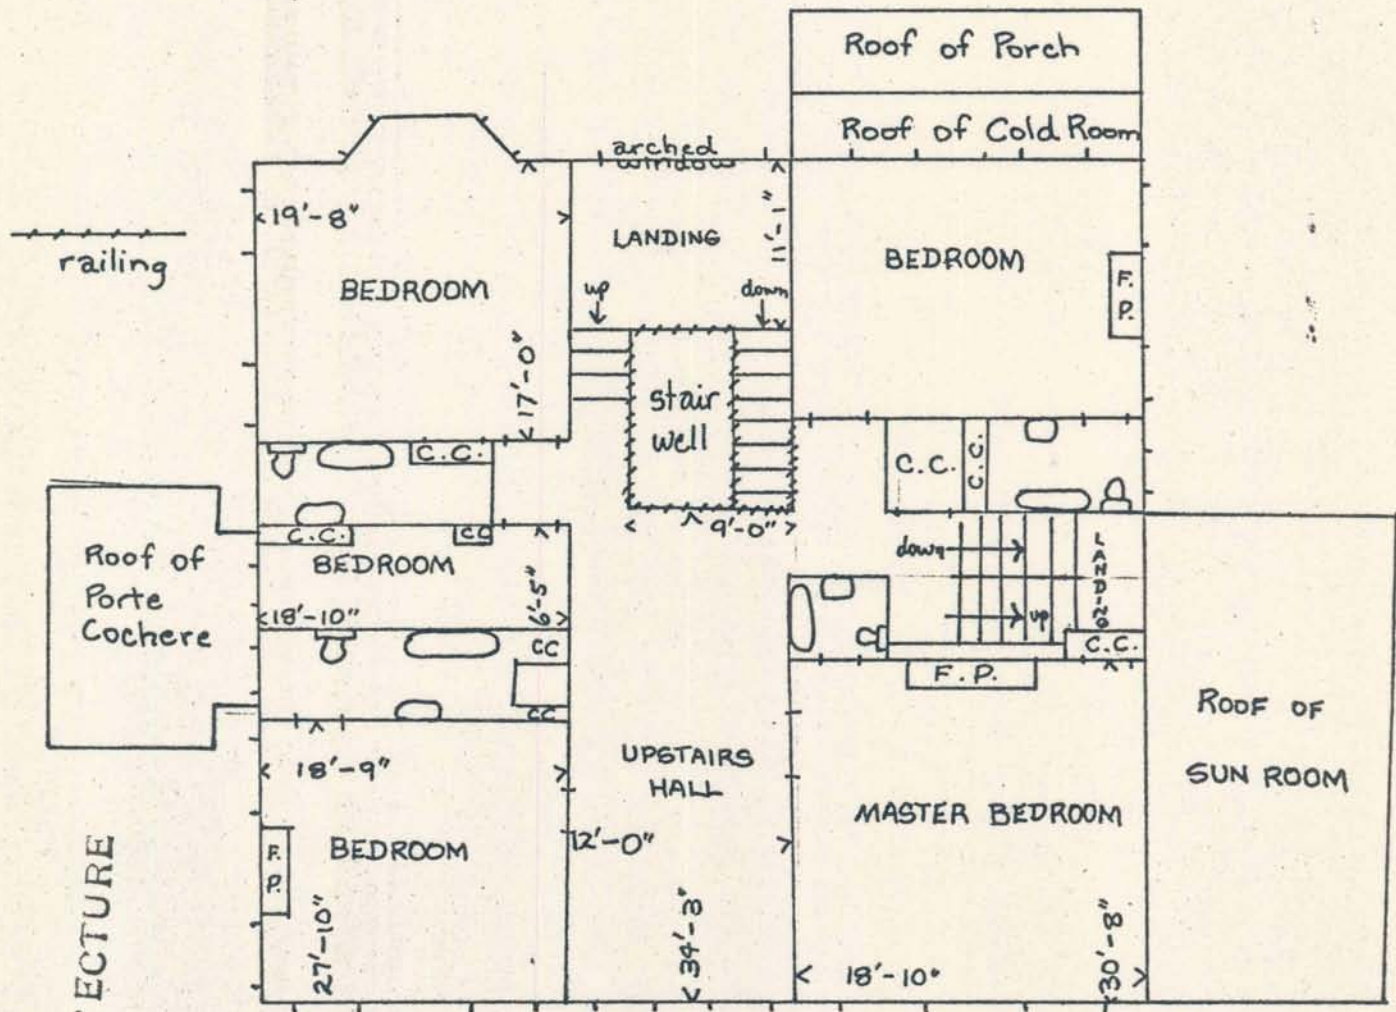 Roof of Porch
Roof of Cold Room
arched
window
19'-8"
LANDING
11'-1"
BEDROOM
railing
BEDROOM
up
down
F.
P.
17'-0"
stair
well
C.C.
C.C.
C.C.
9'-0"
C.C.
CC
Roof of
Porte
Cochere
BEDROOM
18'-10"
6'-5"
down
up
LANDING
C.C.
CC
CC
F.P.
ROOF OF
SUN ROOM
18'-9"
UPSTAIRS
HALL
MASTER BEDROOM
F.
P.
BEDROOM
12'-0"
27'-10"
34'-3"
18'-10"
30'-8"
ECTURE